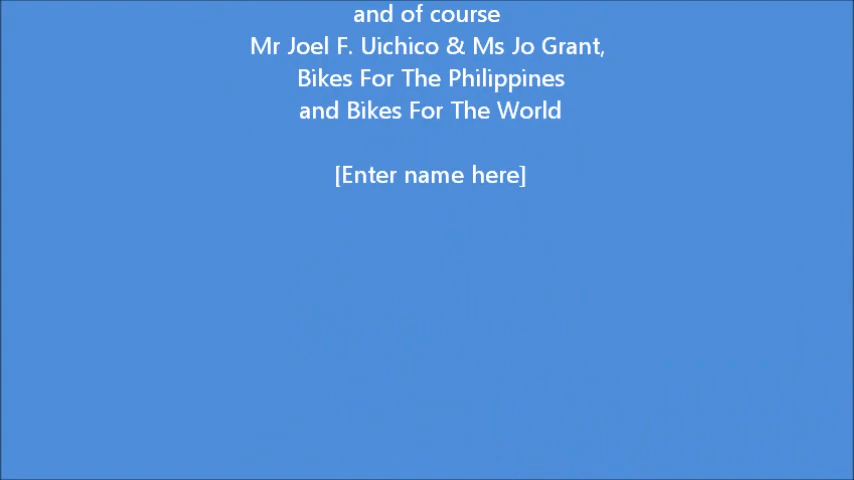 and of course
Mr Joel F. Uichico & Ms Jo Grant,
Bikes For The Philippines
and Bikes For The World
[Enter name here]